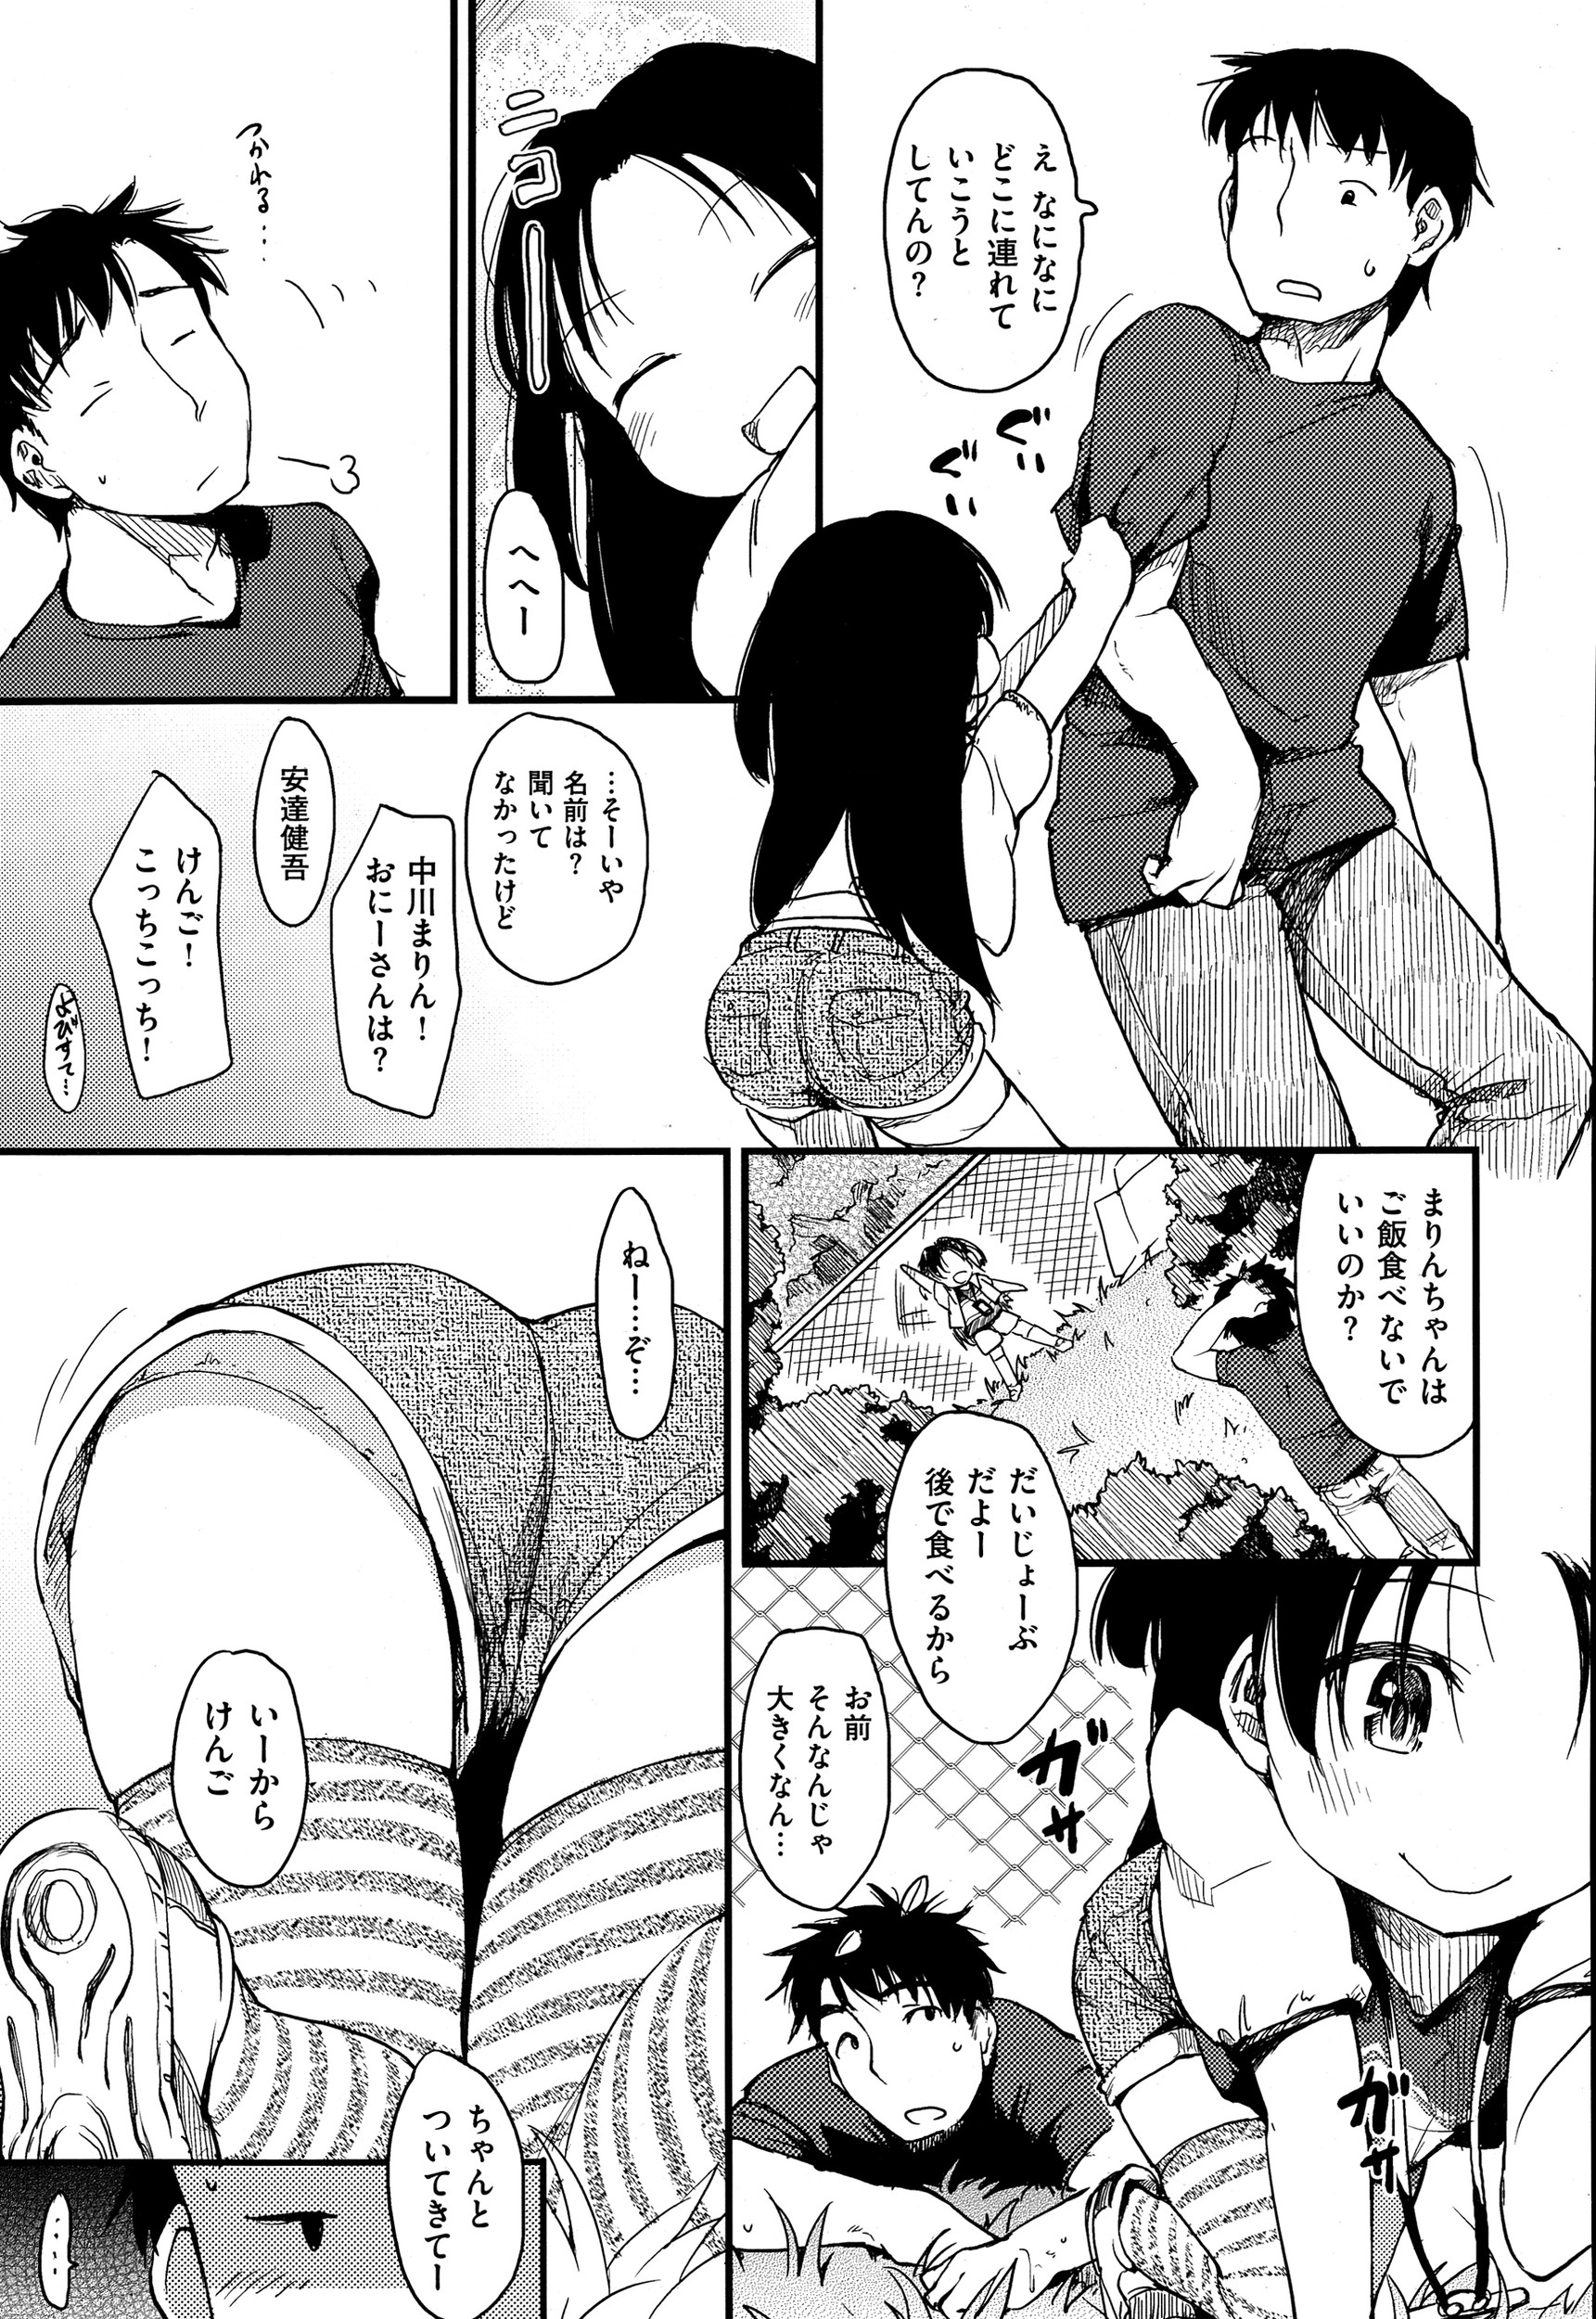 え なになに
どこに連れて
いこうと
してんの？
ぐい
ぐい
ニコーー
へへー
つかれる…
…そーいや
名前は？
聞いて
なかったけど
中川まりん！
おにーさんは？
安達健吾
けんご！
こっちこっち！
よびすて…
まりんちゃんは
ご飯食べないで
いいのか？
だいじょーぶ
だよー
後で食べるから
お前
そんなんじゃ
大きくなん…
ガサ
ガサ
ねー…ぞ…
いーから
けんご
ちゃんと
ついてきてー
……